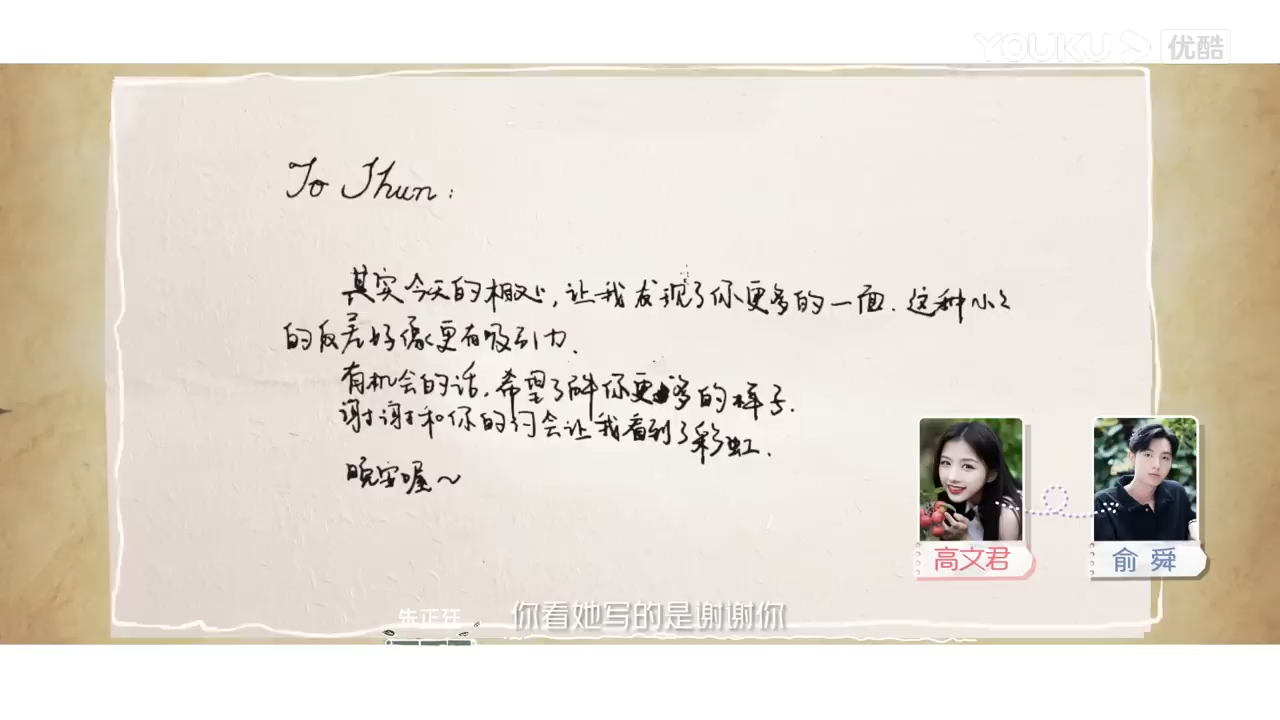 YOUKU 优酷
To Shun:
其实今天的相处,让我发现了你更多的一面.这种小小
的反差好像更有吸引力.
有机会的话,希望了解你更多的样子.
谢谢和你的约会让我看到了彩虹.
晚安喔～
高文君
俞舜
朱正廷
你看她写的是谢谢你